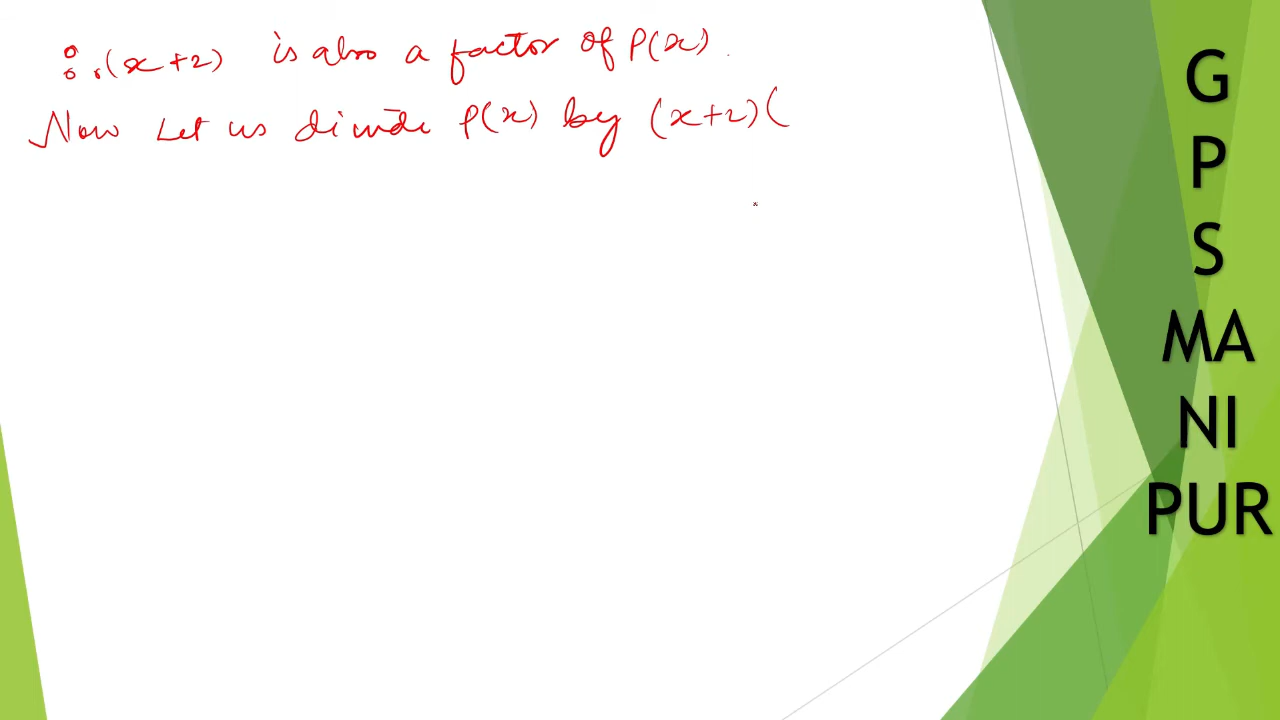 ∴ (x+2) is also a factor of P(x).
Now Let us divide P(x) by (x+2)(
G
P
S
MA
NI
PUR